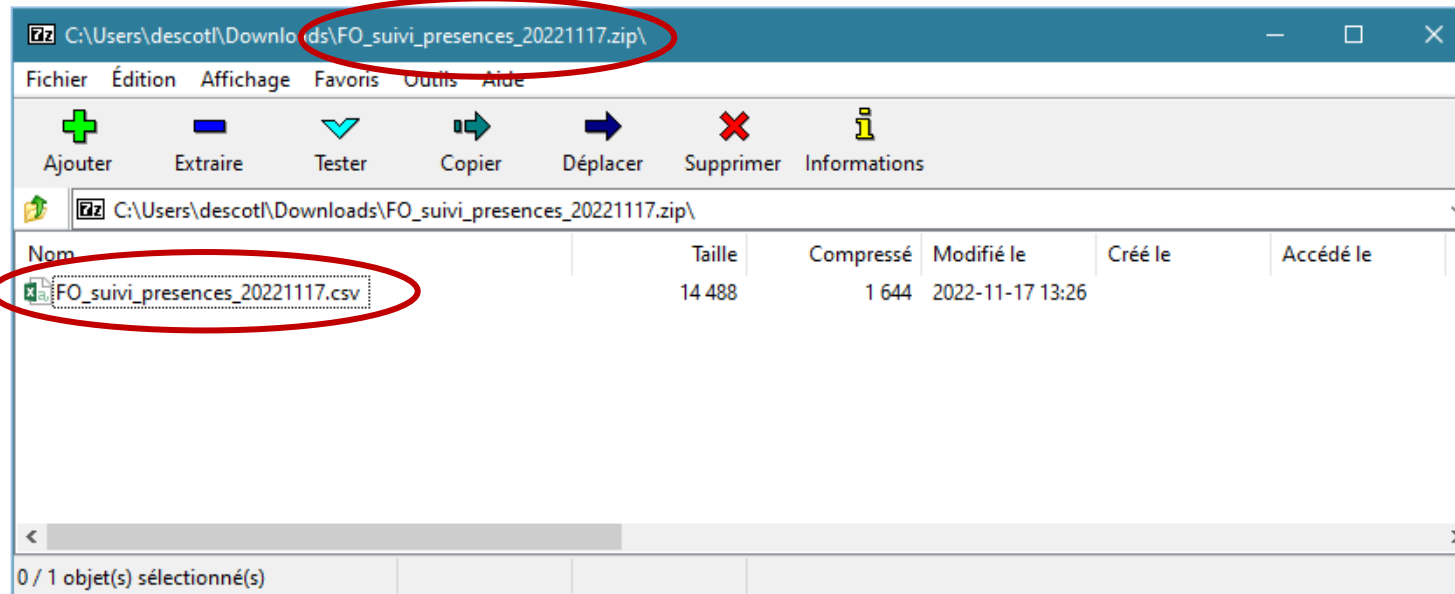 7z C:\Users\descotl\Downloads\FO_suivi_presences_20221117.zip\
Fichier Édition Affichage Favoris Outils Aide
Ajouter Extraire Tester Copier Déplacer Supprimer Informations
7z C:\Users\descotl\Downloads\FO_suivi_presences_20221117.zip\
Nom Taille Compressé Modifié le Créé le Accédé le
FO_suivi_presences_20221117.csv 14 488 1 644 2022-11-17 13:26
0 / 1 objet(s) sélectionné(s)